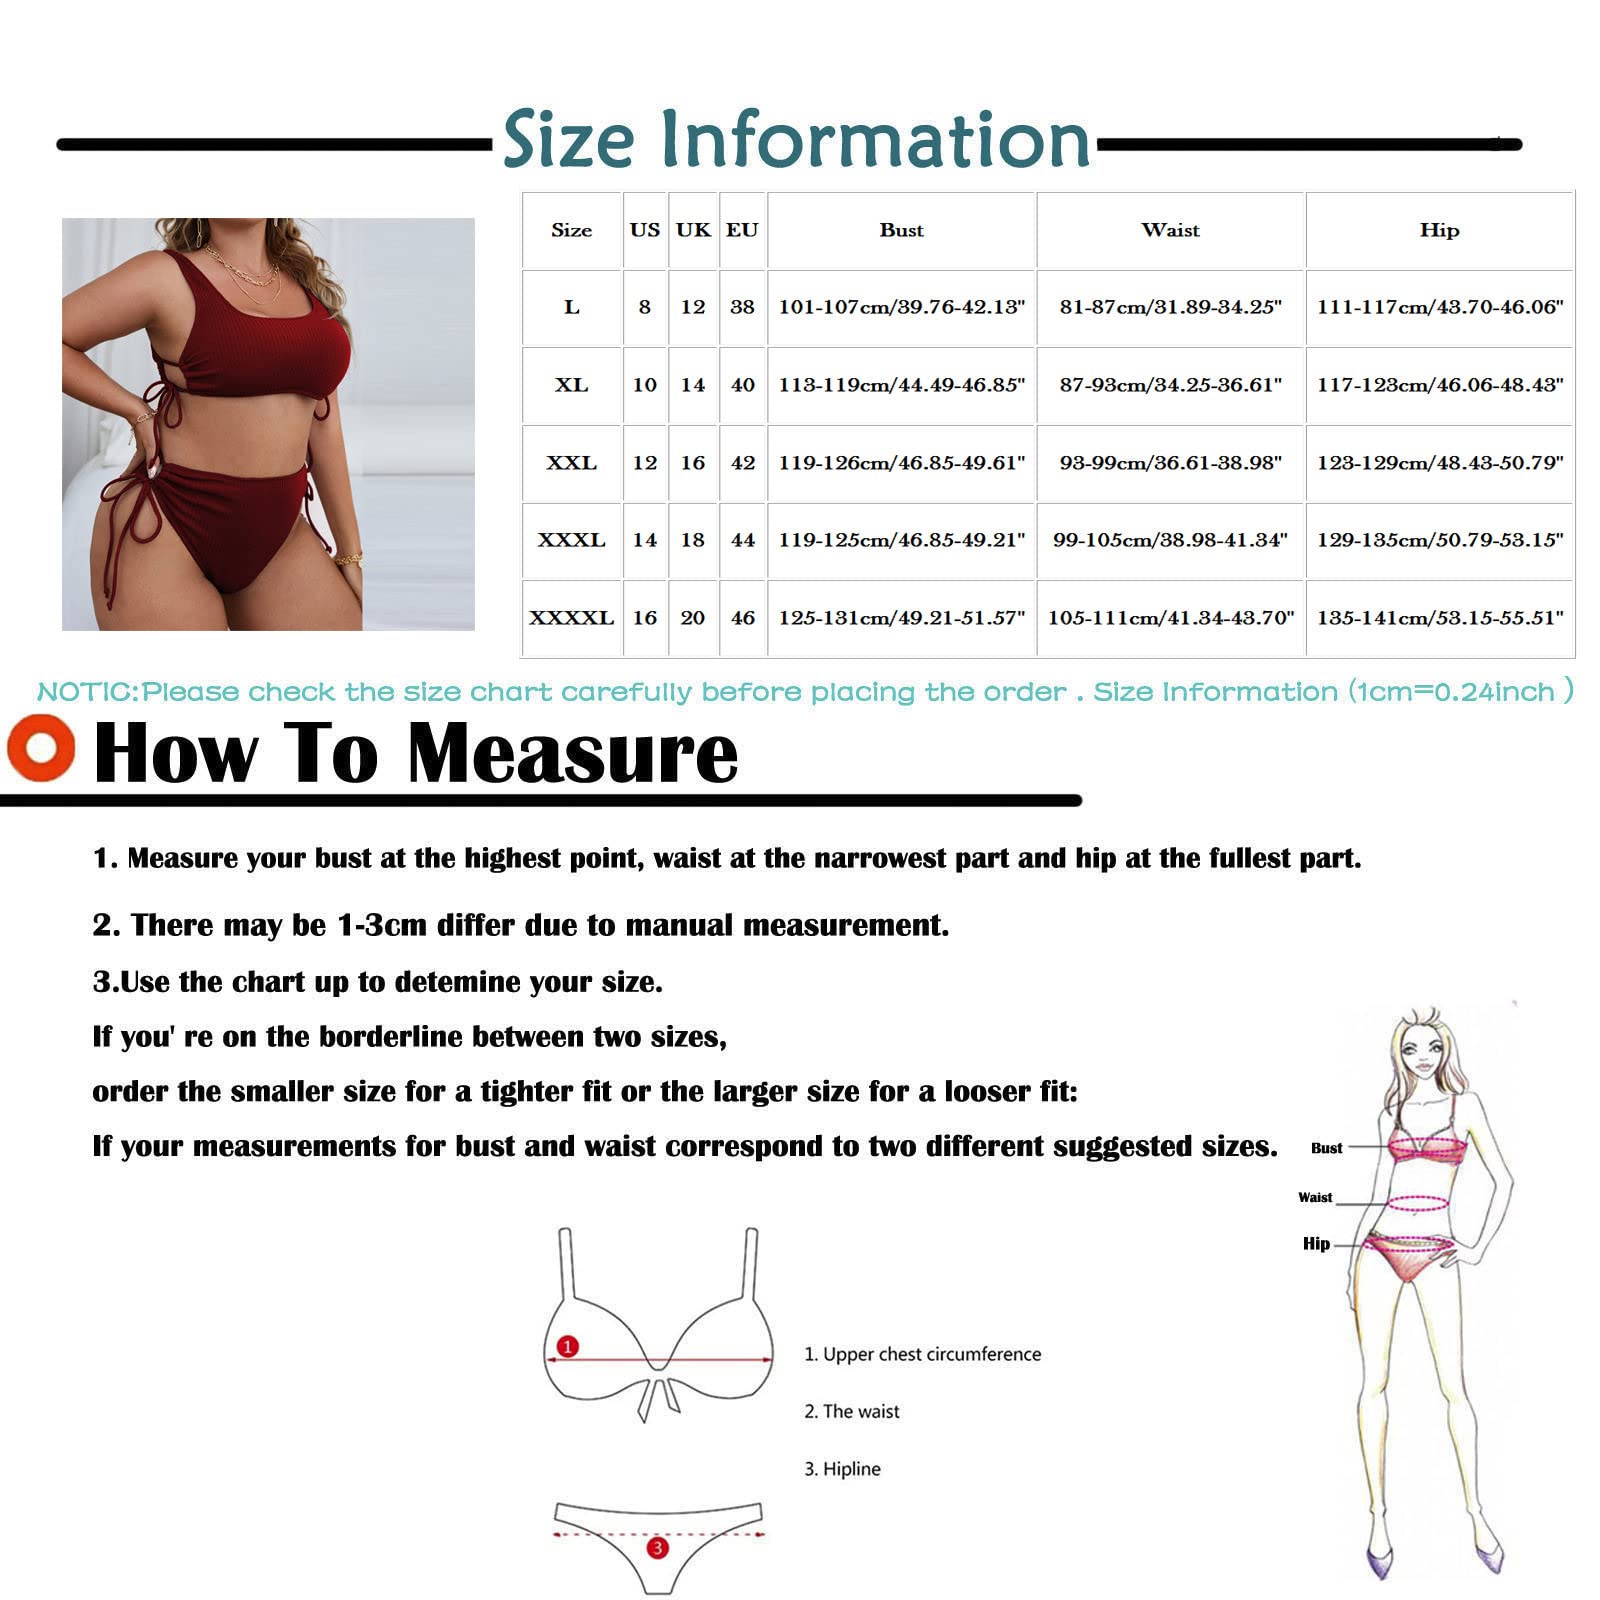 Size Information
Size US UK EU Bust Waist Hip
L 8 12 38 101-107cm/39.76-42.13" 81-87cm/31.89-34.25" 111-117cm/43.70-46.06"
XL 10 14 40 113-119cm/44.49-46.85" 87-93cm/34.25-36.61" 117-123cm/46.06-48.43"
XXL 12 16 42 119-126cm/46.85-49.61" 93-99cm/36.61-38.98" 123-129cm/48.43-50.79"
XXXL 14 18 44 119-125cm/46.85-49.21" 99-105cm/38.98-41.34" 129-135cm/50.79-53.15"
XXXXL 16 20 46 125-131cm/49.21-51.57" 105-111cm/41.34-43.70" 135-141cm/53.15-55.51"
NOTIC:Please check the size chart carefully before placing the order . Size Information (1cm=0.24inch )
How To Measure
1. Measure your bust at the highest point, waist at the narrowest part and hip at the fullest part.
2. There may be 1-3cm differ due to manual measurement.
3.Use the chart up to detemine your size.
If you' re on the borderline between two sizes,
order the smaller size for a tighter fit or the larger size for a looser fit:
If your measurements for bust and waist correspond to two different suggested sizes.
Bust
Waist
Hip
1
1. Upper chest circumference
2. The waist
3. Hipline
3